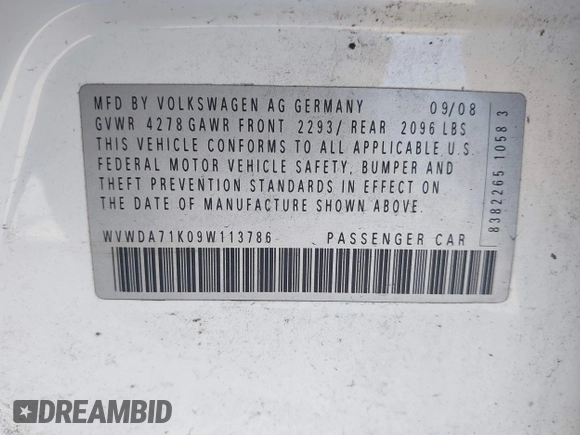 MFD BY VOLKSWAGEN AG GERMANY 09/08
GVWR 4278 GAWR FRONT 2293/ REAR 2096 LBS
THIS VEHICLE CONFORMS TO ALL APPLICABLE U.S.
FEDERAL MOTOR VEHICLE SAFETY, BUMPER AND
THEFT PREVENTION STANDARDS IN EFFECT ON
THE DATE OF MANUFACTURE SHOWN ABOVE.
WVWDA71K09W113786 PASSENGER CAR
8382265 1058 3
DREAMBID